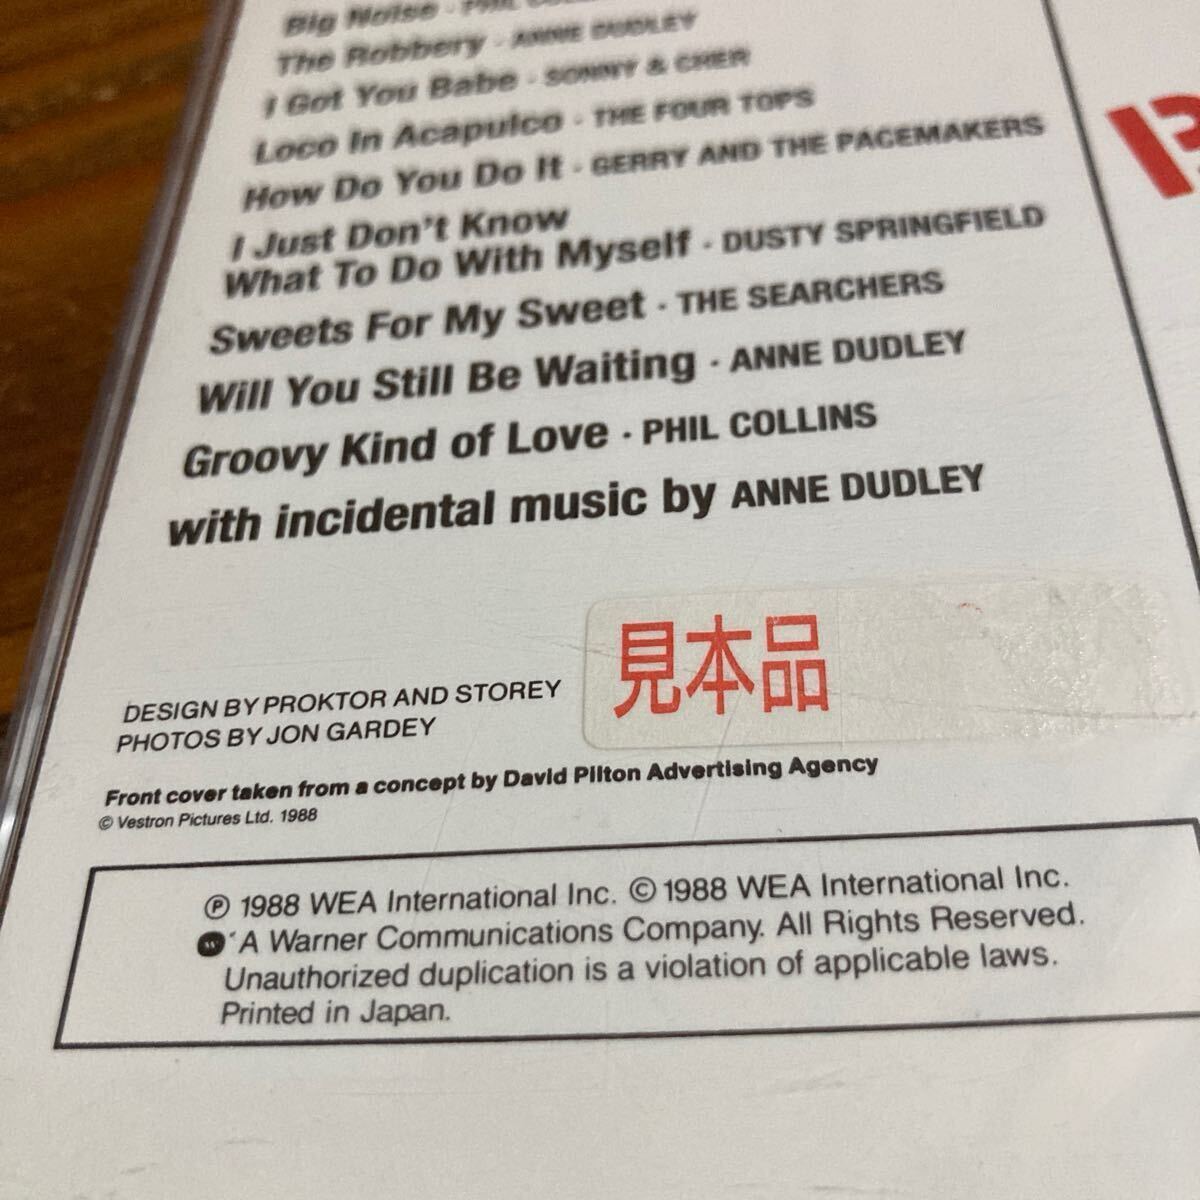 Big Noise · PHIL
The Robbery · ANNE DUDLEY
I Got You Babe · SONNY & CHER
Loco In Acapulco · THE FOUR TOPS
How Do You Do It · GERRY AND THE PACEMAKERS
I Just Don't Know
What To Do With Myself · DUSTY SPRINGFIELD
Sweets For My Sweet · THE SEARCHERS
Will You Still Be Waiting · ANNE DUDLEY
Groovy Kind of Love · PHIL COLLINS
with incidental music by ANNE DUDLEY
見本品
DESIGN BY PROKTOR AND STOREY
PHOTOS BY JON GARDEY
Front cover taken from a concept by David Pilton Advertising Agency
© Vestron Pictures Ltd. 1988
℗ 1988 WEA International Inc. © 1988 WEA International Inc.
A Warner Communications Company. All Rights Reserved.
Unauthorized duplication is a violation of applicable laws.
Printed in Japan.